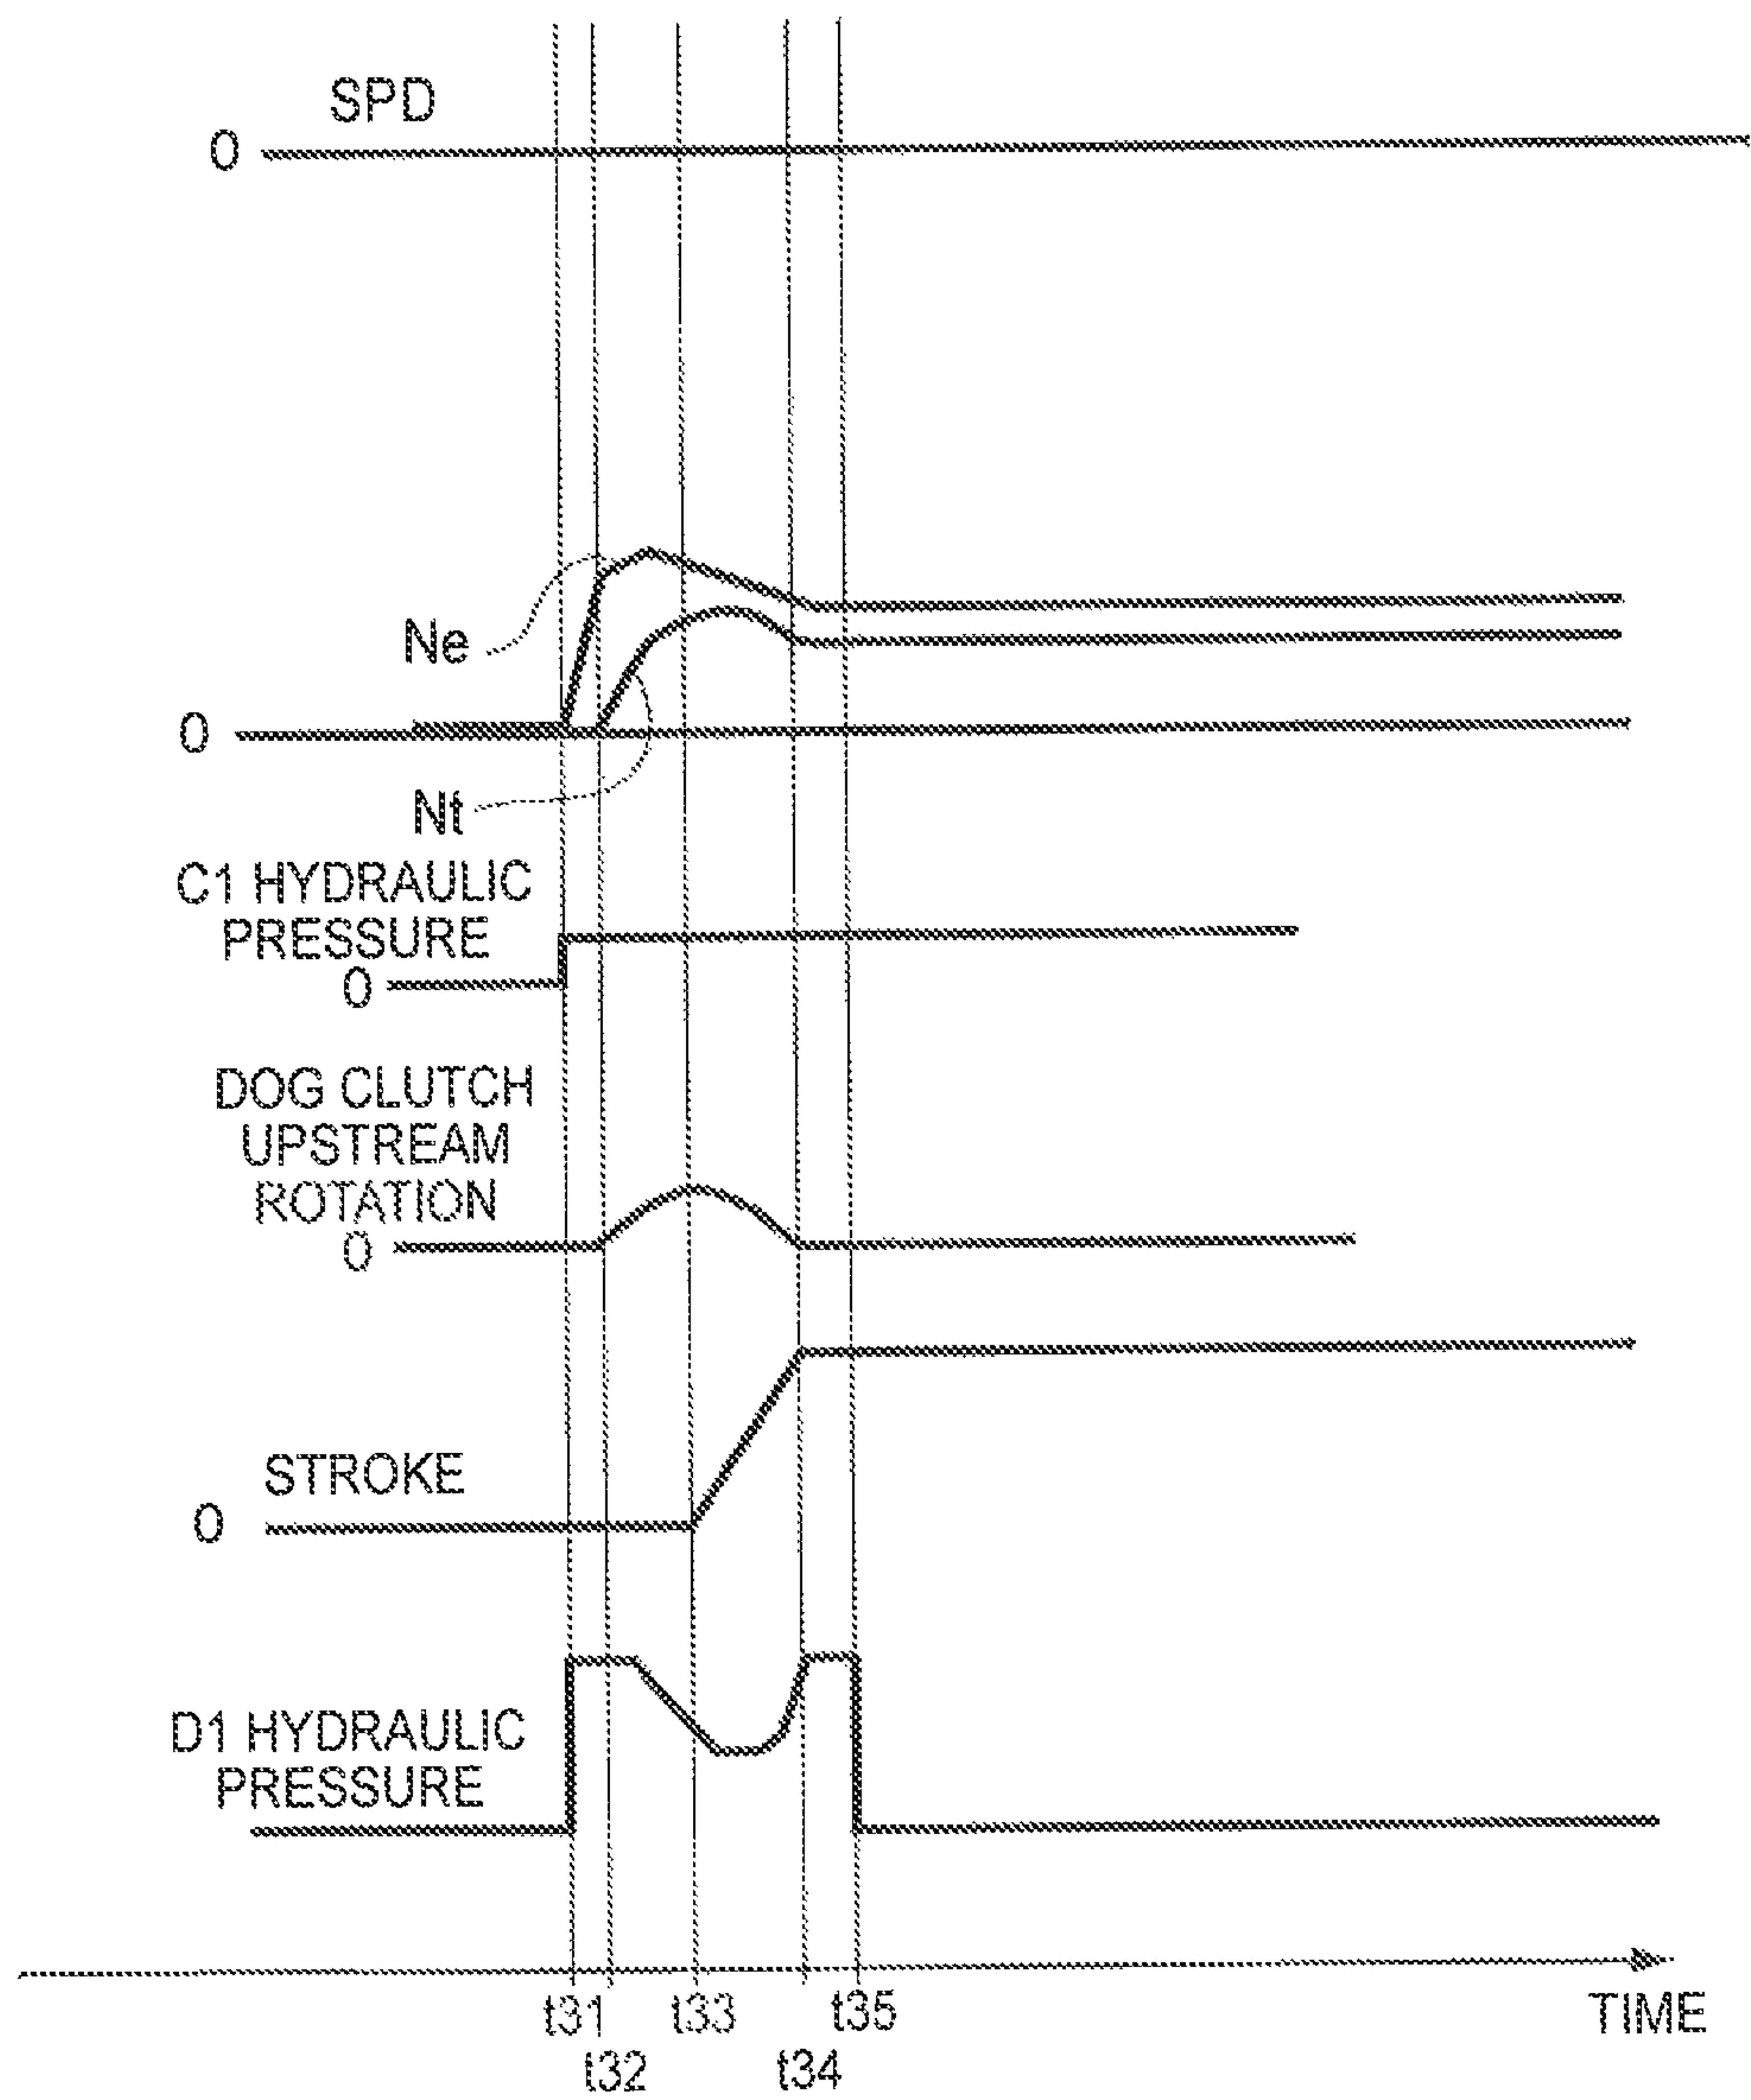 SPD
0
Ne
0
Nt
C1 HYDRAULIC
PRESSURE
0
DOG CLUTCH
UPSTREAM
ROTATION
0
STROKE
0
D1 HYDRAULIC
PRESSURE
t31
t33
t35
TIME
t32
t34